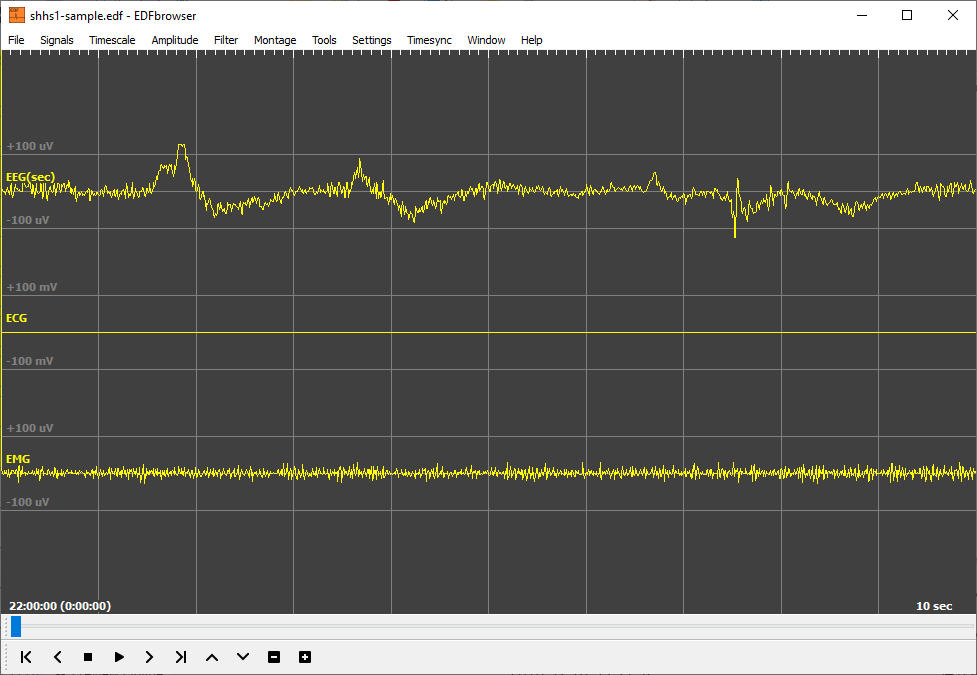 shhs1-sample.edf - EDFbrowser
File Signals Timescale Amplitude Filter Montage Tools Settings Timesync Window Help
+100 uV
EEG(sec)
-100 uV
+100 mV
ECG
-100 mV
+100 uV
EMG
-100 uV
22:00:00 (0:00:00) 10 sec